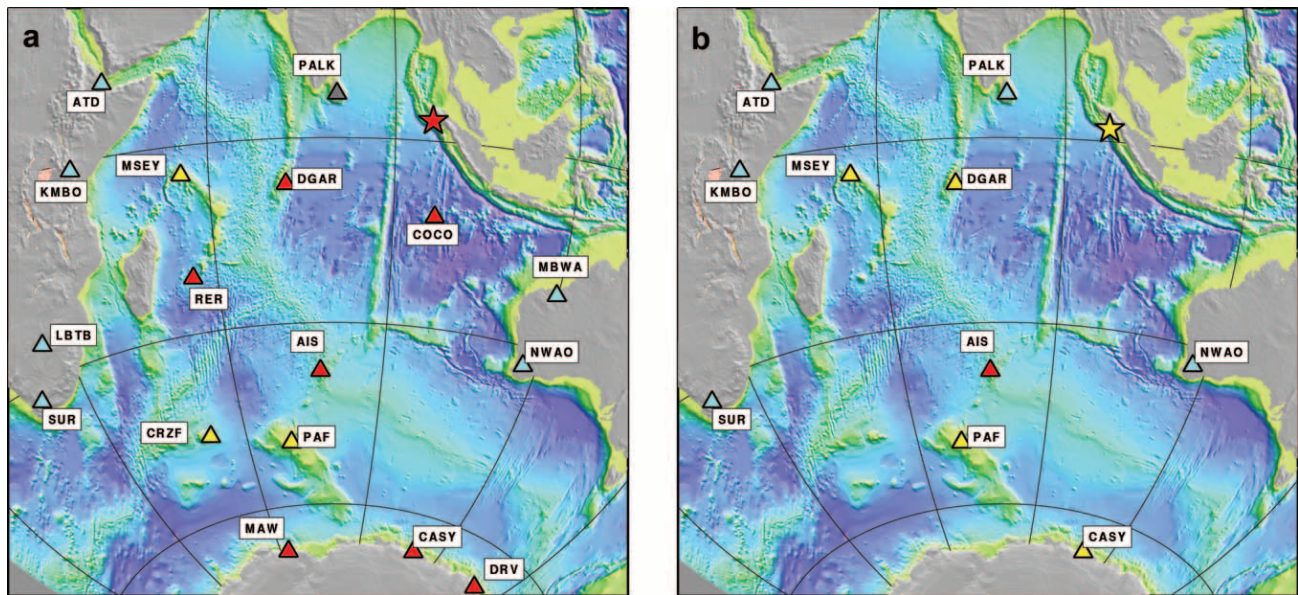 a
PALK
ATD
MSEY
DGAR
KMBO
COCO
MBWA
RER
LBTB
AIS
NWAO
SUR
CRZF
PAF
MAW
CASY
DRV
b
PALK
ATD
MSEY
DGAR
KMBO
AIS
NWAO
SUR
PAF
CASY